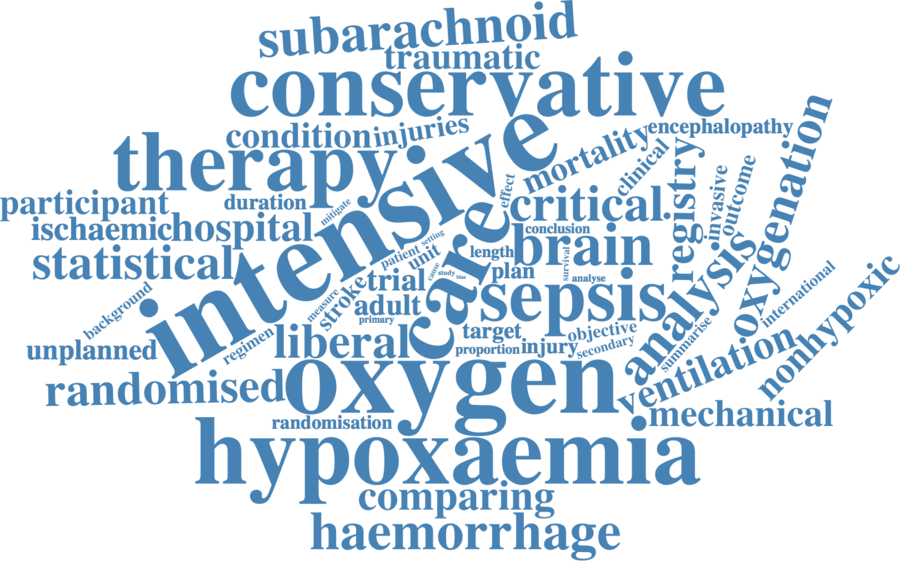 subarachnoid
traumatic
conservative
condition
injuries
encephalopathy
therapy
intensive
mortality
clinical
registry
invasive
outcome
oxygenation
participant
duration
mitigate
effect
critical
ischaemic
hospital
conclusion
care
brain
statistical
patient
setting
unit
length
plan
survival
analyse
analysis
international
background
measure
stroke
trial
cause
study
adult
primary
sepsis
nonhypoxic
unplanned
regimen
liberal
target
objective
proportion
injury
secondary
summarise
ventilation
randomised
oxygen
mechanical
randomisation
hypoxaemia
comparing
haemorrhage